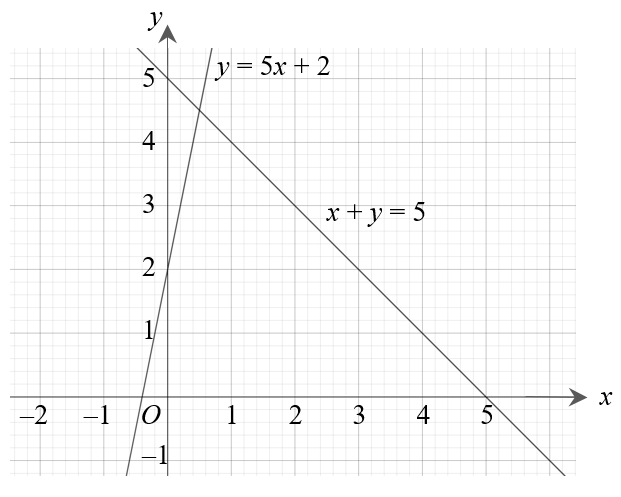 y
5
y = 5x + 2
4
3
x + y = 5
2
1
–2 –1 O 1 2 3 4 5 x
–1